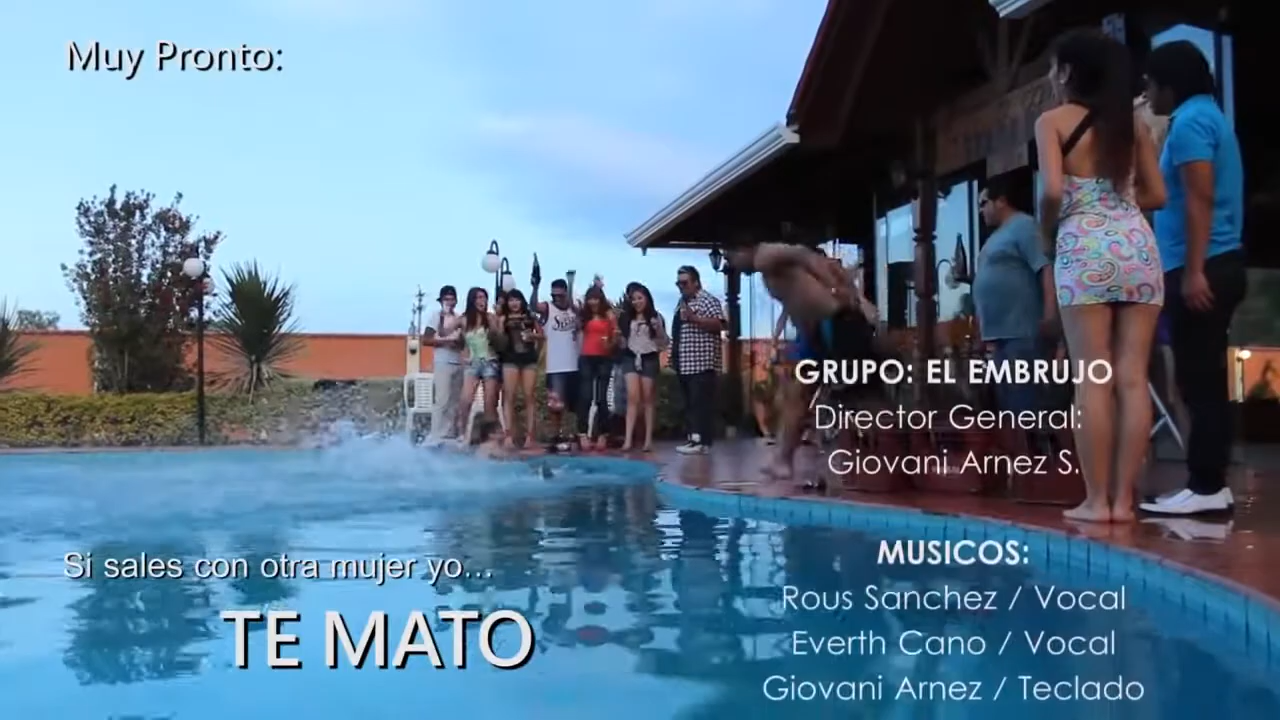 Muy Pronto:
Si sales con otra mujer yo...
TE MATO
GRUPO: EL EMBRUJO
Director General:
Giovani Arnez S.
MUSICOS:
Rous Sanchez / Vocal
Everth Cano / Vocal
Giovani Arnez / Teclado